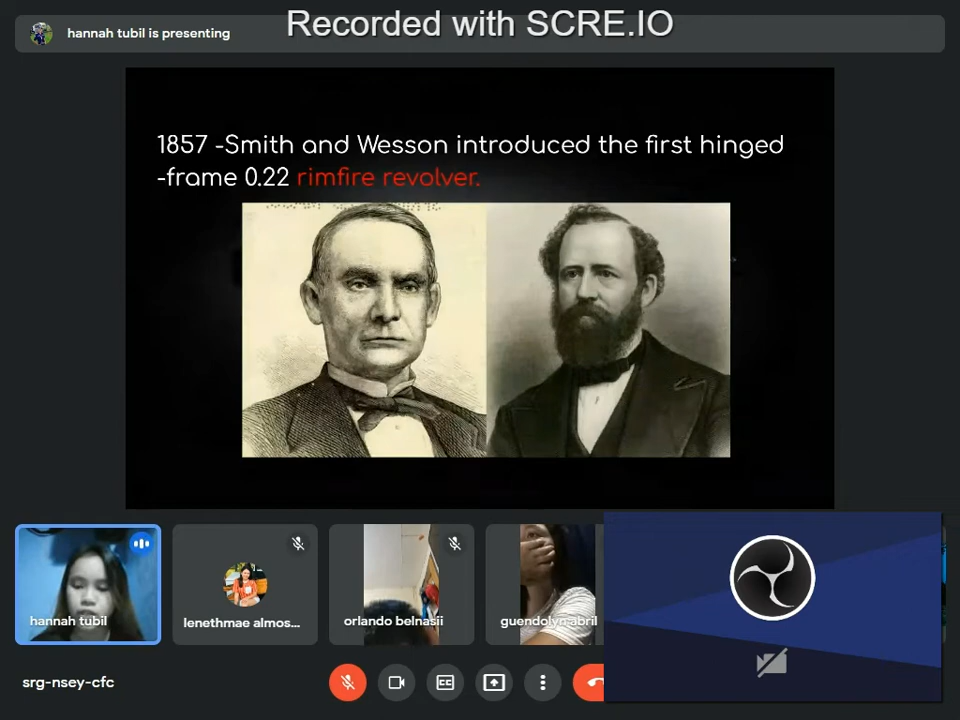 Recorded with SCRE.IO
hannah tubil is presenting
1857 -Smith and Wesson introduced the first hinged
-frame 0.22 rimfire revolver.
hannah tubil
lenethmae almos...
orlando belnasii
guendolyn abril
srg-nsey-cfc
CC